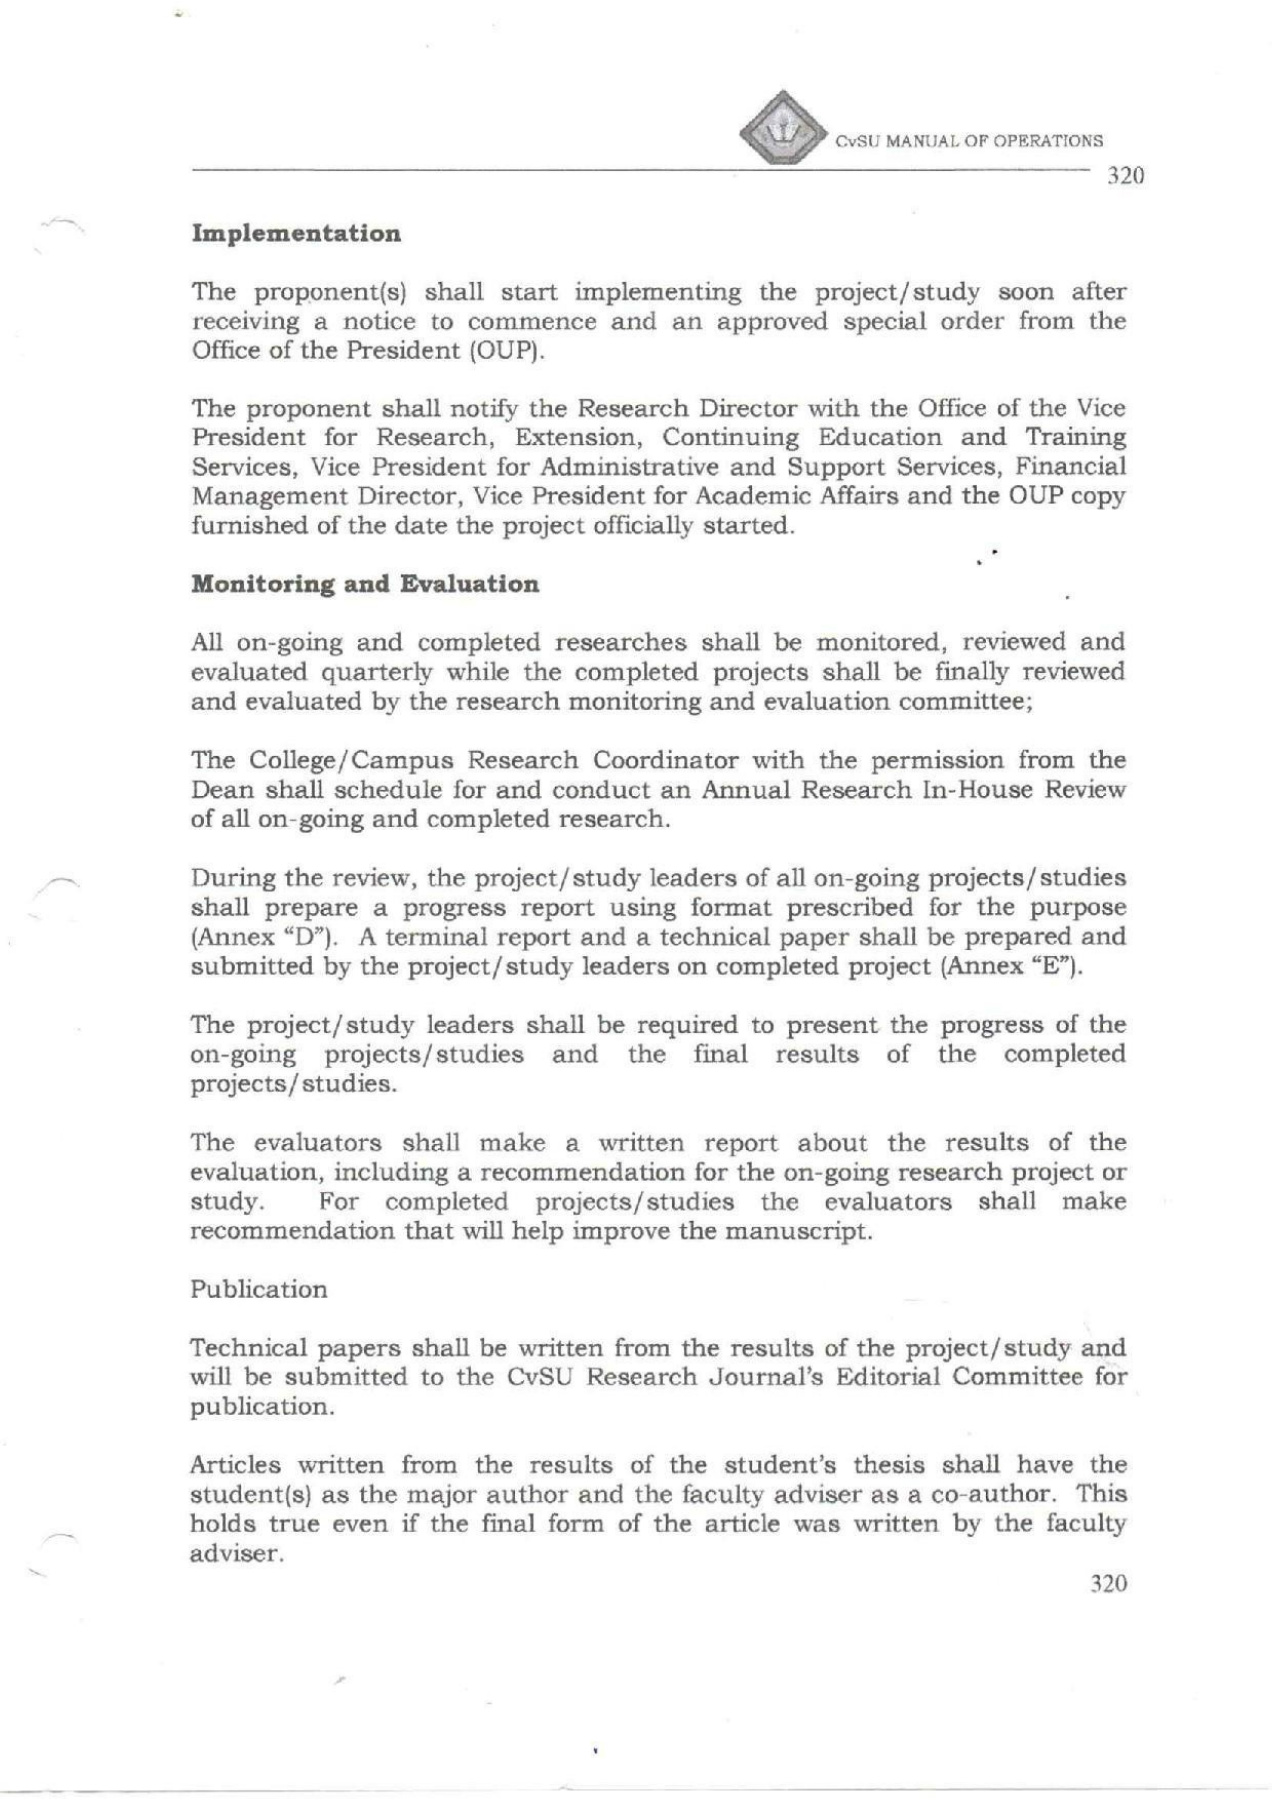 CvSU MANUAL OF OPERATIONS
320
Implementation
The proponent(s) shall start implementing the project/study soon after
receiving a notice to commence and an approved special order from the
Office of the President (OUP).
The proponent shall notify the Research Director with the Office of the Vice
President for Research, Extension, Continuing Education and Training
Services, Vice President for Administrative and Support Services, Financial
Management Director, Vice President for Academic Affairs and the OUP copy
furnished of the date the project officially started.
Monitoring and Evaluation
All on-going and completed researches shall be monitored, reviewed and
evaluated quarterly while the completed projects shall be finally reviewed
and evaluated by the research monitoring and evaluation committee;
The College/Campus Research Coordinator with the permission from the
Dean shall schedule for and conduct an Annual Research In-House Review
of all on-going and completed research.
During the review, the project/study leaders of all on-going projects/studies
shall prepare a progress report using format prescribed for the purpose
(Annex “D”). A terminal report and a technical paper shall be prepared and
submitted by the project/study leaders on completed project (Annex “E”).
The project/study leaders shall be required to present the progress of the
on-going projects/studies and the final results of the completed
projects/studies.
The evaluators shall make a written report about the results of the
evaluation, including a recommendation for the on-going research project or
study. For completed projects/studies the evaluators shall make
recommendation that will help improve the manuscript.
Publication
Technical papers shall be written from the results of the project/study and
will be submitted to the CvSU Research Journal’s Editorial Committee for
publication.
Articles written from the results of the student’s thesis shall have the
student(s) as the major author and the faculty adviser as a co-author. This
holds true even if the final form of the article was written by the faculty
adviser.
320